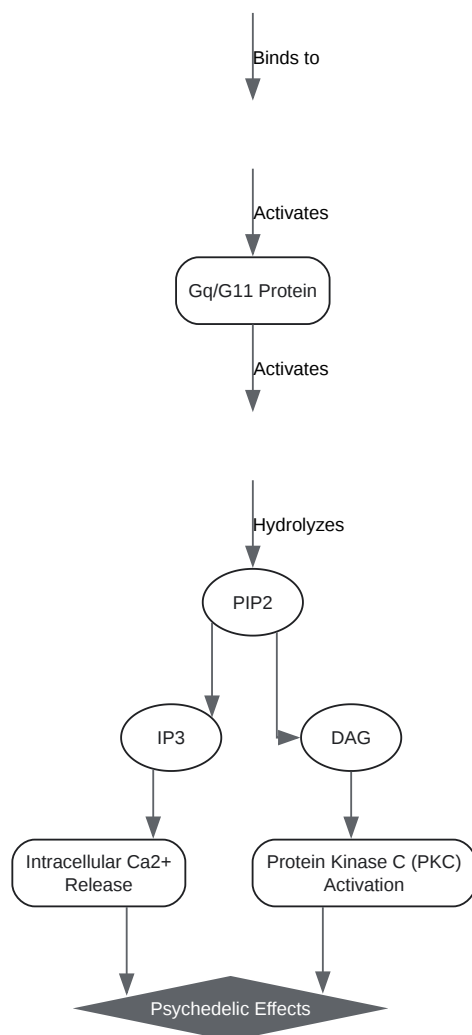 Binds to
Activates
Gq/G11 Protein
Activates
Hydrolyzes
PIP2
IP3
DAG
Intracellular Ca2+
Release
Protein Kinase C (PKC)
Activation
Psychedelic Effects